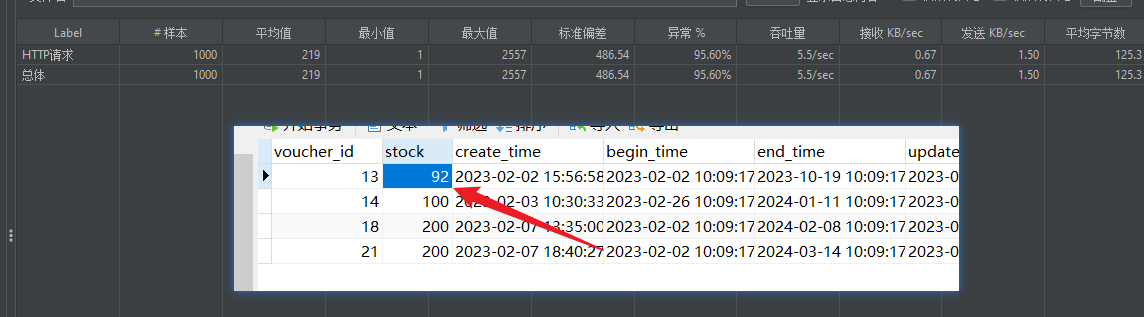 Label # 样本 平均值 最小值 最大值 标准偏差 异常 % 吞吐量 接收 KB/sec 发送 KB/sec 平均字节数
HTTP请求 1000 219 1 2557 486.54 95.60% 5.5/sec 0.67 1.50 125.3
总体 1000 219 1 2557 486.54 95.60% 5.5/sec 0.67 1.50 125.3
开始事务 文本 筛选 排序 导入 导出
voucher_id stock create_time begin_time end_time update
13 92 2023-02-02 15:56:58 2023-02-02 10:09:17 2023-10-19 10:09:17 2023-0
14 100 10:30:33 2023-02-26 10:09:17 2024-01-11 10:09:17 2023-0
18 200 2023-02-07 2023-02-02 10:09:17 2024-02-08 10:09:17 2023-0
21 200 2023-02-07 18:40:27 2023-02-02 10:09:17 2024-03-14 10:09:17 2023-0